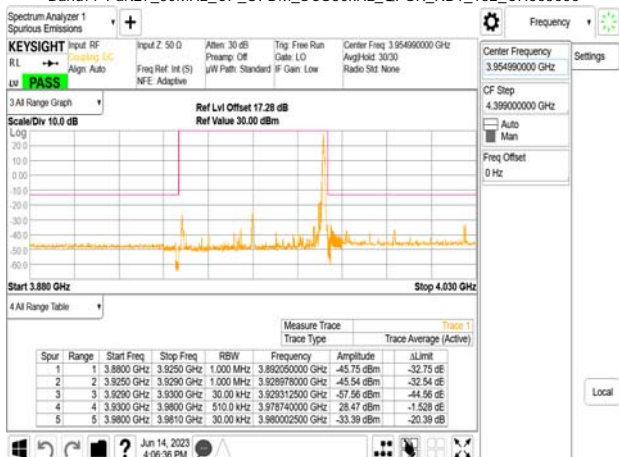 Spectrum Analyzer 1
Spurious Emissions
Frequency
KEYSIGHT
RL
Align: Auto
Input: RF
Coupling: DC
Input Z: 50 Ω
Freq Ref: Int (S)
NFE: Adaptive
Atten: 30 dB
Preamp: Off
µW Path: Standard
Trig: Free Run
Gate: LO
IF Gain: Low
Center Freq: 3.954990000 GHz
Avg|Hold: 30/30
Radio Std: None
PASS
Center Frequency
3.954990000 GHz
Settings
CF Step
4.399000000 GHz
Auto
Man
Freq Offset
0 Hz
Local
3 All Range Graph
Scale/Div 10.0 dB
Ref Lvl Offset 17.28 dB
Ref Value 30.00 dBm
Log
20.0
10.0
0.00
-10.0
-20.0
-30.0
-40.0
-50.0
-60.0
Start 3.880 GHz
Stop 4.030 GHz
4 All Range Table
Measure Trace Trace 1
Trace Type Trace Average (Active)
Spur Range Start Freq Stop Freq RBW Frequency Amplitude ΔLimit
1 1 3.8800 GHz 3.9250 GHz 1.000 MHz 3.892050000 GHz -45.75 dBm -32.75 dB
2 2 3.9250 GHz 3.9290 GHz 1.000 MHz 3.928978000 GHz -45.54 dBm -32.54 dB
3 3 3.9290 GHz 3.9300 GHz 30.00 kHz 3.929312500 GHz -57.56 dBm -44.56 dB
4 4 3.9300 GHz 3.9800 GHz 510.0 kHz 3.978740000 GHz 28.47 dBm -1.528 dB
5 5 3.9800 GHz 3.9810 GHz 30.00 kHz 3.980002500 GHz -33.39 dBm -20.39 dB
Jun 14, 2023
4:06:36 PM